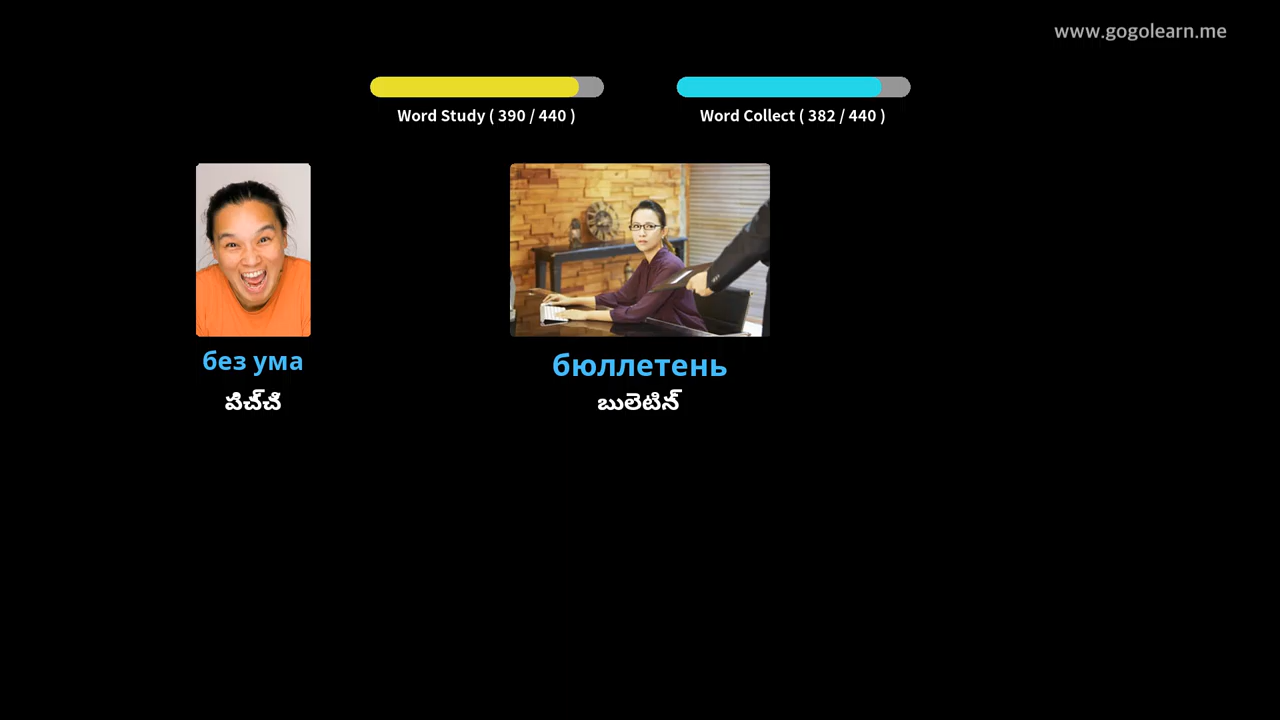 www.gogolearn.me
Word Study ( 390 / 440 )
Word Collect ( 382 / 440 )
без ума
పిచ్చి
бюллетень
బులెటిన్